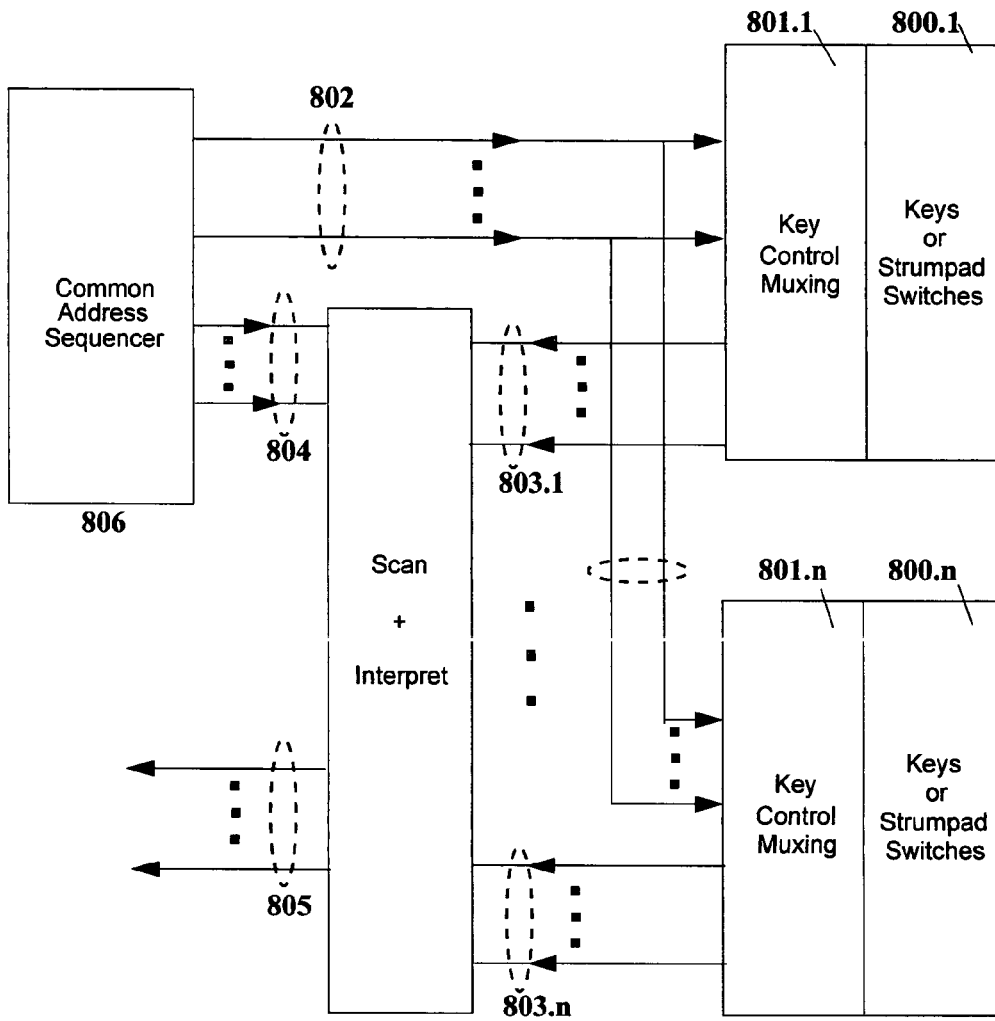 801.1 800.1
802
Key
Control
Muxing
Keys
or
Strumpad
Switches
Common
Address
Sequencer
804
803.1
806
Scan
+
Interpret
801.n 800.n
Key
Control
Muxing
Keys
or
Strumpad
Switches
805
803.n